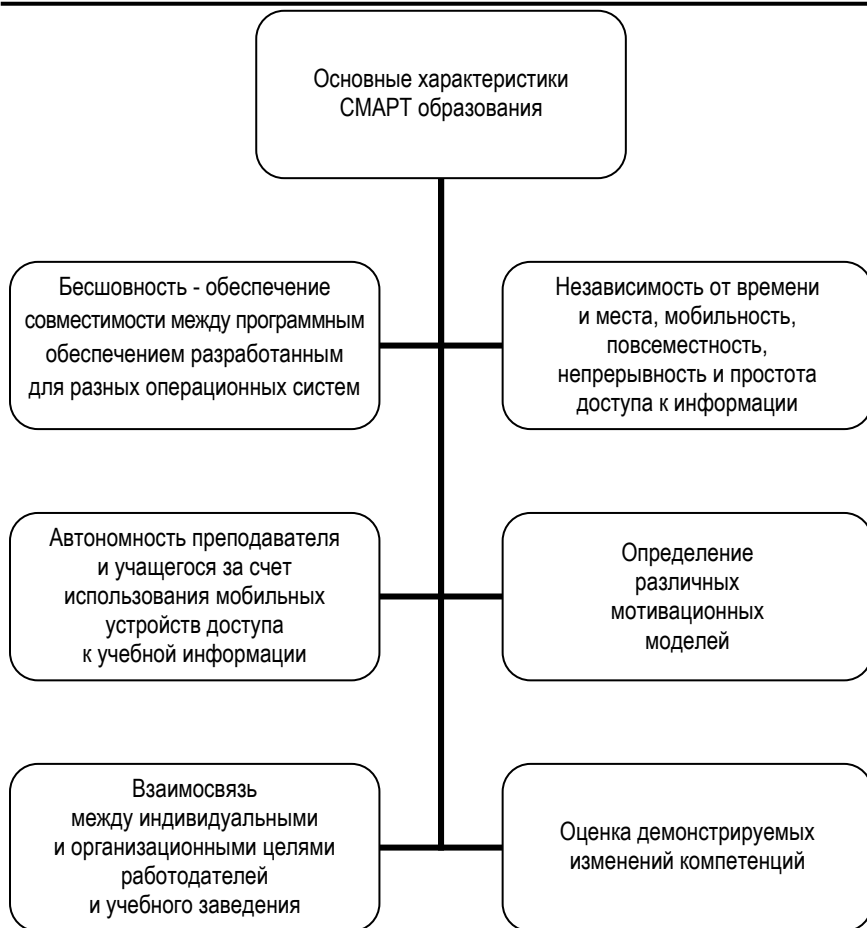 Основные характеристики
СМАРТ образования
Бесшовность - обеспечение
совместимости между программным
обеспечением разработанным
для разных операционных систем
Независимость от времени
и места, мобильность,
повсеместность,
непрерывность и простота
доступа к информации
Автономность преподавателя
и учащегося за счет
использования мобильных
устройств доступа
к учебной информации
Определение
различных
мотивационных
моделей
Взаимосвязь
между индивидуальными
и организационными целями
работодателей
и учебного заведения
Оценка демонстрируемых
изменений компетенций